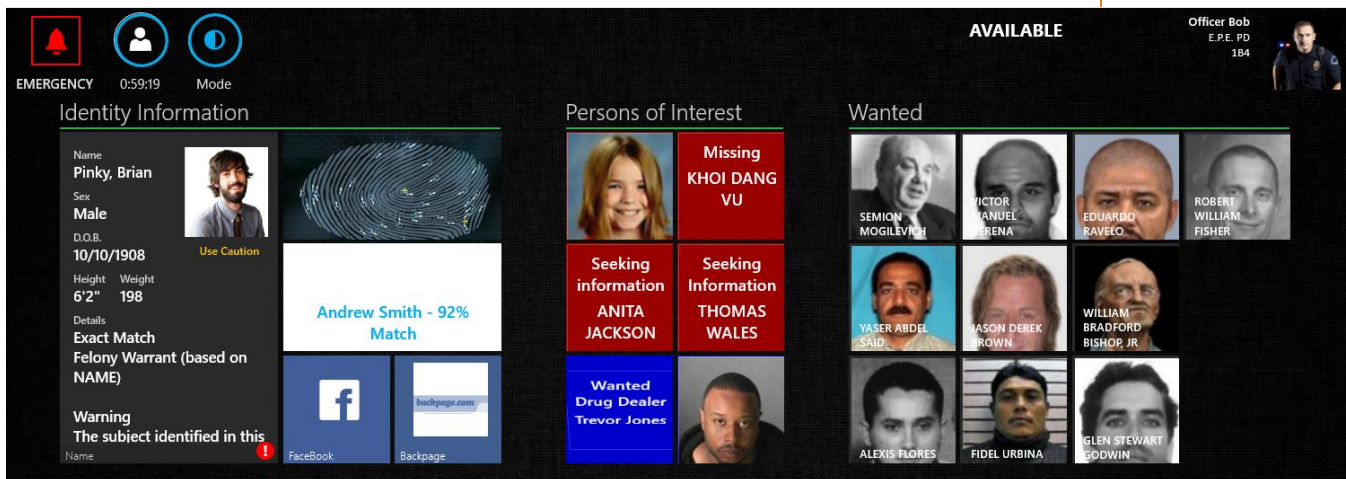 EMERGENCY
0:59:19
Mode
AVAILABLE
Officer Bob
E.P.E. PD
1B4
Identity Information
Name
Pinky, Brian
Sex
Male
D.O.B.
10/10/1908
Use Caution
Height Weight
6'2" 198
Details
Exact Match
Felony Warrant (based on
NAME)
Warning
The subject identified in this
Name
!
Andrew Smith - 92%
Match
f
FaceBook
backpage.com
Backpage
Persons of Interest
Missing
KHOI DANG
VU
Seeking
information
ANITA
JACKSON
Seeking
Information
THOMAS
WALES
Wanted
Drug Dealer
Trevor Jones
Wanted
SEMION
MOGILEVICH
VICTOR
MANUEL
GERENA
EDUARDO
RAVELO
ROBERT
WILLIAM
FISHER
YASER ABDEL
SAID
JASON DEREK
BROWN
WILLIAM
BRADFORD
BISHOP, JR
ALEXIS FLORES
FIDEL URBINA
GLEN STEWART
GODWIN